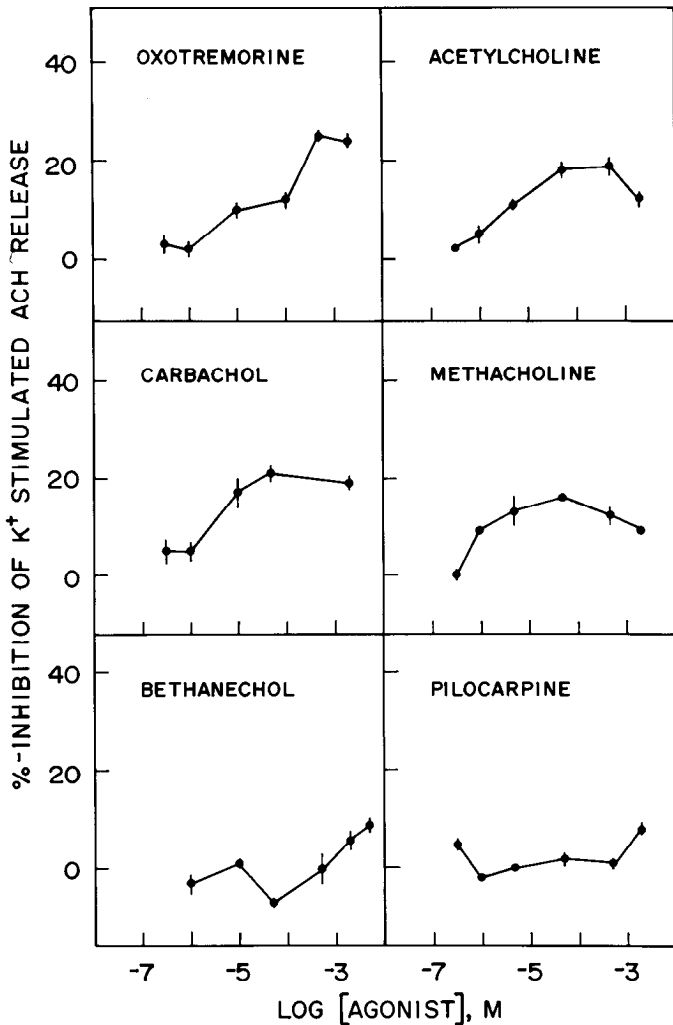 %-INHIBITION OF K+ STIMULATED ACH RELEASE
OXOTREMORINE
ACETYLCHOLINE
40
20
0
CARBACHOL
METHACHOLINE
40
20
0
BETHANECHOL
PILOCARPINE
40
20
0
-7 -5 -3 -7 -5 -3
LOG [AGONIST], M